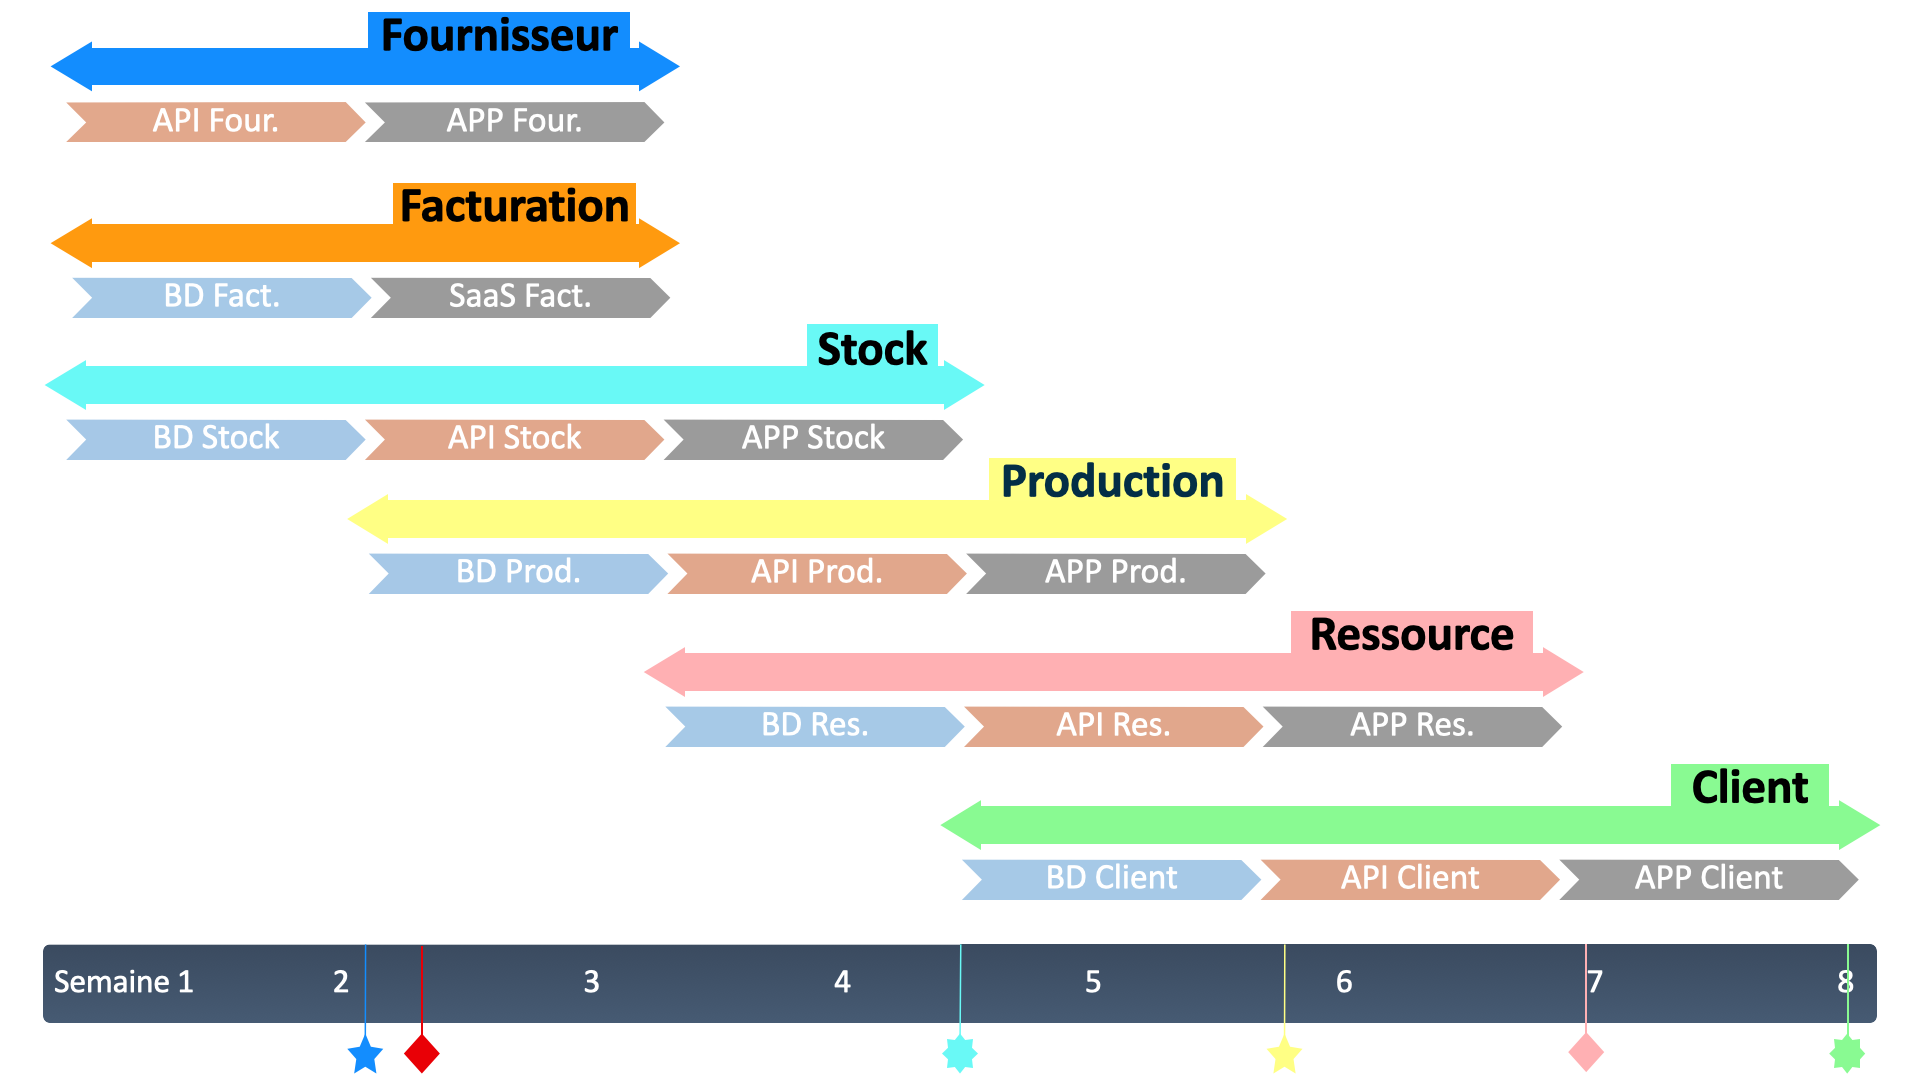 Fournisseur
API Four.
APP Four.
Facturation
BD Fact.
SaaS Fact.
Stock
BD Stock
API Stock
APP Stock
Production
BD Prod.
API Prod.
APP Prod.
Ressource
BD Res.
API Res.
APP Res.
Client
BD Client
API Client
APP Client
Semaine 1 2 3 4 5 6 7 8